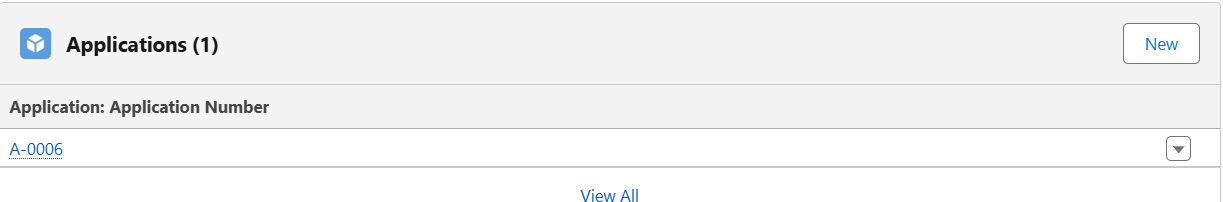 Applications (1)
New
Application: Application Number
A-0006
View All